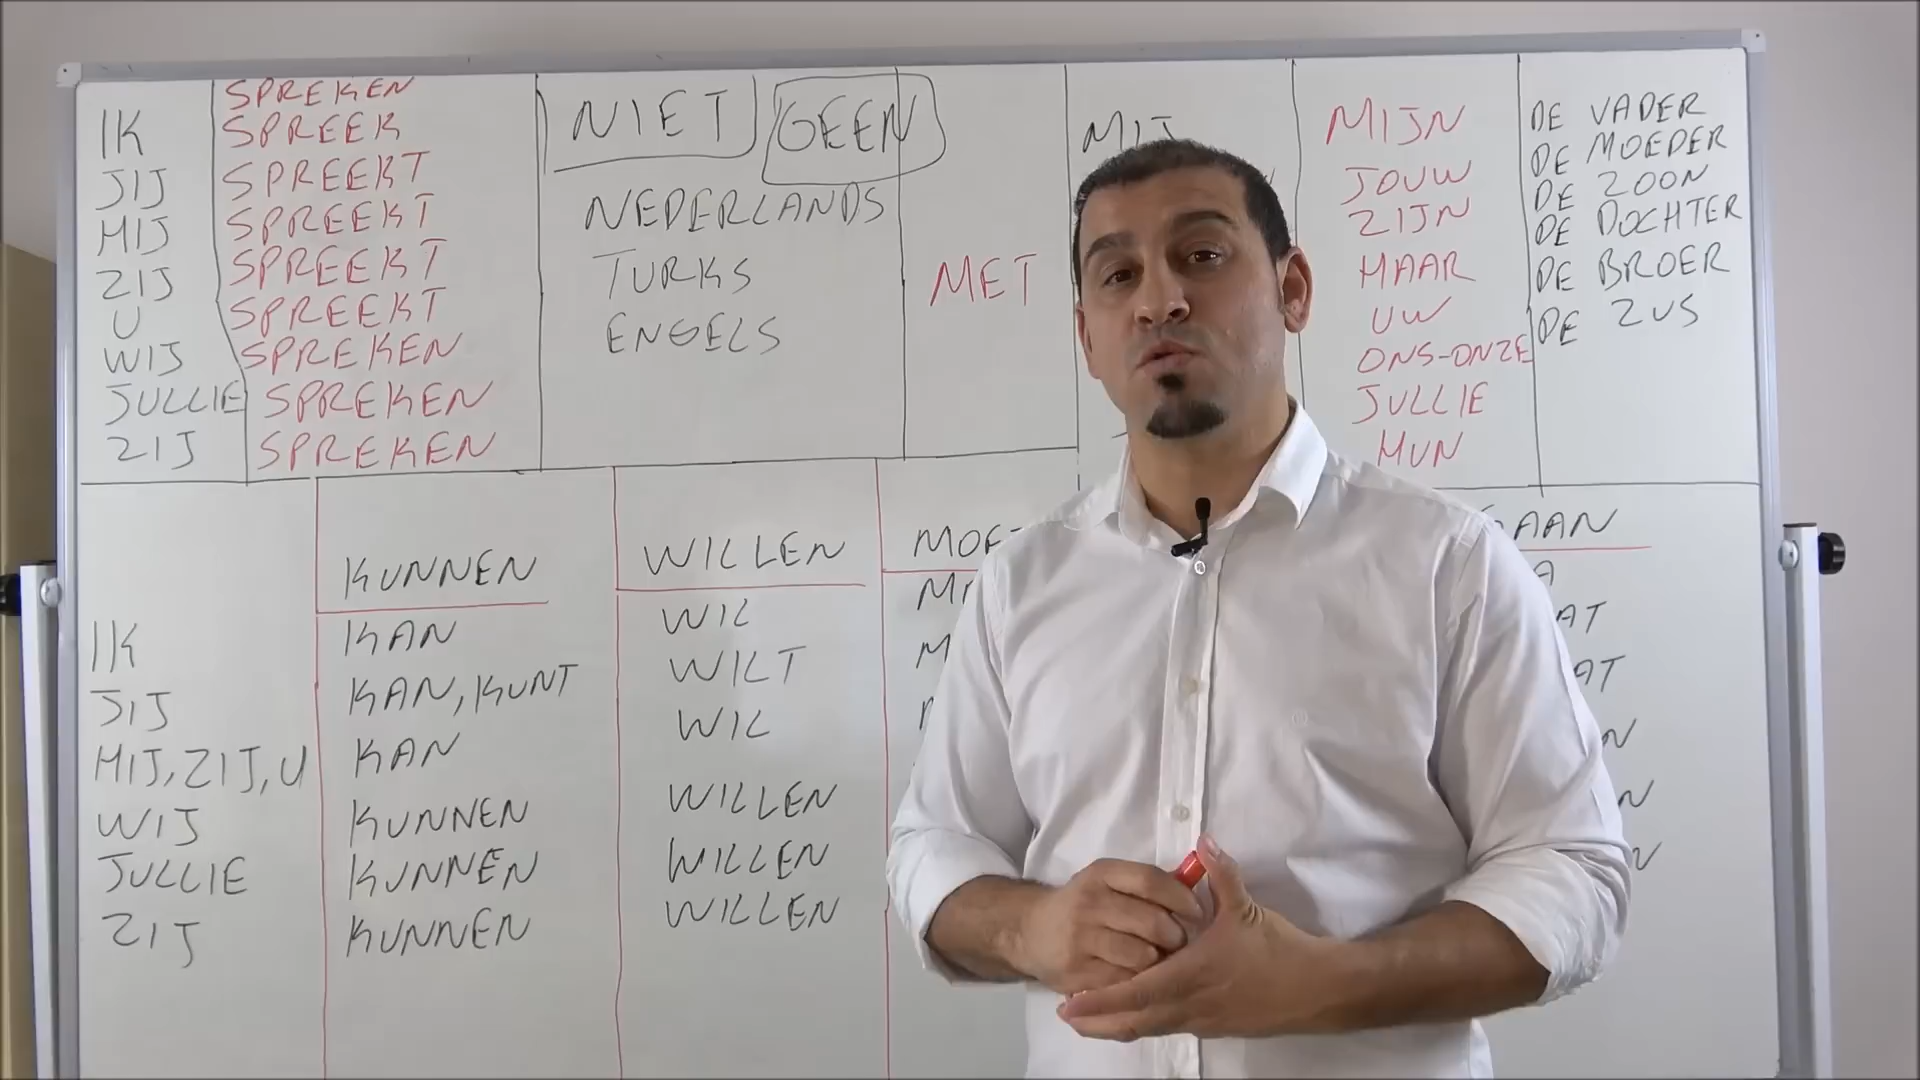 SPREKEN
IK SPREEK
JIJ SPREEKT
HIJ SPREEKT
ZIJ SPREEKT
U SPREEKT
WIJ SPREKEN
JULLIE SPREKEN
ZIJ SPREKEN
NIET GEEN
NEDERLANDS
TURKS
ENGELS
MET
MIJ
MIJN
JOUW
ZIJN
HAAR
UW
ONS-ONZE
JULLIE
HUN
DE VADER
DE MOEDER
DE ZOON
DE DOCHTER
DE BROER
DE ZUS
KUNNEN WILLEN
IK KAN WIL
JIJ KAN, KUNT WILT
HIJ, ZIJ, U KAN WIL
WIJ KUNNEN WILLEN
JULLIE KUNNEN WILLEN
ZIJ KUNNEN WILLEN